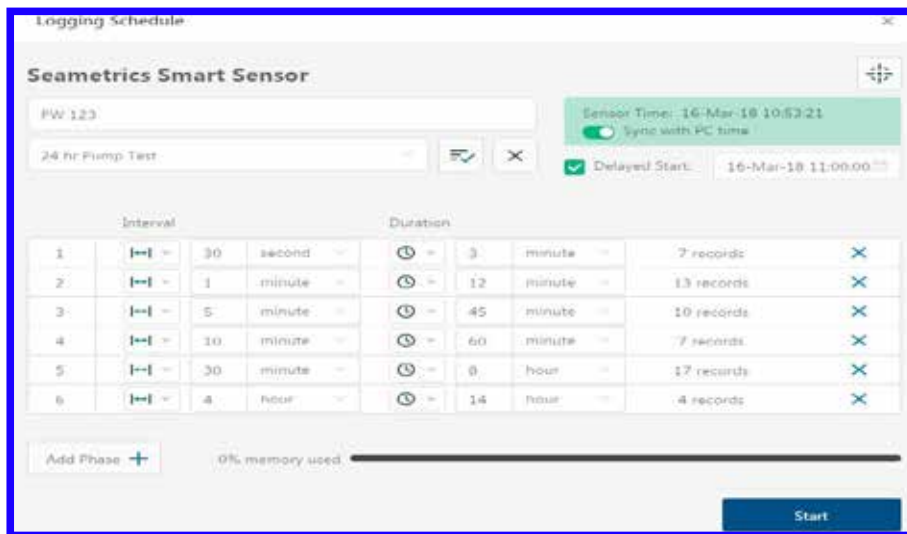 Logging Schedule
Seametrics Smart Sensor
PW 123
Sensor Time: 16-Mar-18 10:53:21
Sync with PC time
24 hr Pump Test
Delayed Start: 16-Mar-18 11:00:00
Interval Duration
1 30 second 3 minute 7 records
2 1 minute 12 minute 13 records
3 5 minute 45 minute 10 records
4 10 minute 60 minute 7 records
5 30 minute hour 17 records
6 4 hour 14 hour 4 records
Add Phase 0% memory used
Start